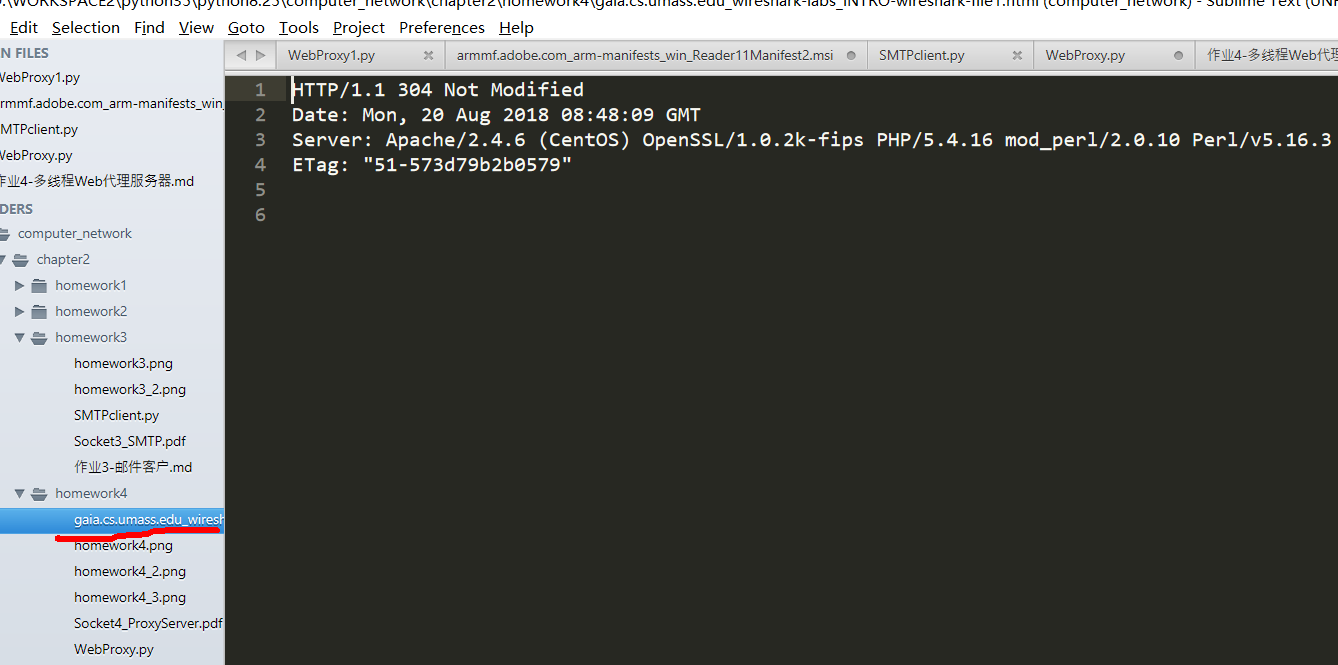 :\WORKSPACE2\python35\python8.25\computer_network\chapter2\homework4\gaia.cs.umass.edu_wireshark-labs_INTRO-wireshark-file1.html (computer_network) - Sublime Text (UNR
Edit Selection Find View Goto Tools Project Preferences Help
N FILES
WebProxy1.py
armmf.adobe.com_arm-manifests_win_
SMTPclient.py
WebProxy.py
作业4-多线程Web代理服务器.md
DERS
computer_network
chapter2
homework1
homework2
homework3
homework3.png
homework3_2.png
SMTPclient.py
Socket3_SMTP.pdf
作业3-邮件客户.md
homework4
gaia.cs.umass.edu_wiresh
homework4.png
homework4_2.png
homework4_3.png
Socket4_ProxyServer.pdf
WebProxy.py
WebProxy1.py armmf.adobe.com_arm-manifests_win_Reader11Manifest2.msi SMTPclient.py WebProxy.py 作业4-多线程Web代理
1 HTTP/1.1 304 Not Modified
2 Date: Mon, 20 Aug 2018 08:48:09 GMT
3 Server: Apache/2.4.6 (CentOS) OpenSSL/1.0.2k-fips PHP/5.4.16 mod_perl/2.0.10 Perl/v5.16.3
4 ETag: "51-573d79b2b0579"
5
6